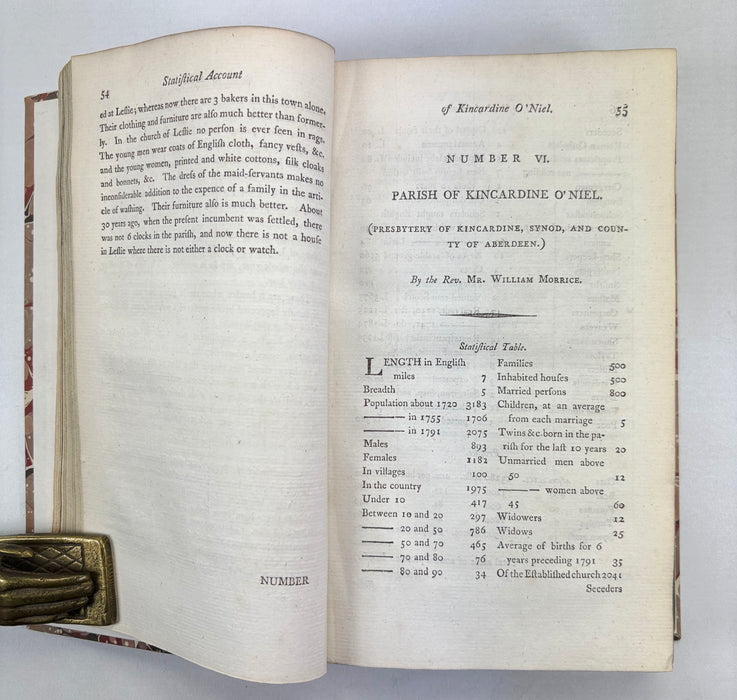 54
Statiſtical Account
ed at Leſlie; whereas now there are 3 bakers in this town alone.
Their clothing and furniture are alſo much better than former-
ly. In the church of Leſlie no perſon is ever ſeen in rags.
The young men wear coats of Engliſh cloth, fancy veſts, &c.
and the young women, printed and white cottons, ſilk cloaks
and bonnets, &c. The dreſs of the maid-ſervants makes no
inconſiderable addition to the expence of a family in the arti-
cle of waſhing. Their furniture alſo is much better. About
30 years ago, when the preſent incumbent was ſettled, there
was not 6 clocks in the pariſh, and now there is not a houſe
in Leſlie where there is not either a clock or watch.
NUMBER
of Kincardine O'Niel. 55
NUMBER VI.
PARISH OF KINCARDINE O'NIEL.
(PRESBYTERY OF KINCARDINE, SYNOD, AND COUN-
TY OF ABERDEEN.)
By the Rev. MR. WILLIAM MORRICE.
Statiſtical Table.
LENGTH in Engliſh
miles 7
Breadth 5
Population about 1720 3183
—— in 1755 1706
—— in 1791 2075
Males 893
Females 1182
In villages 100
In the country 1975
Under 10 417
Between 10 and 20 297
—— 20 and 50 786
—— 50 and 70 465
—— 70 and 80 76
—— 80 and 90 34
Families 500
Inhabited houſes 500
Married perſons 800
Children, at an average
from each marriage 5
Twins &c. born in the pa-
riſh for the laſt 10 years 20
Unmarried men above
50 12
—— women above
45 60
Widowers 12
Widows 25
Average of births for 6
years preceding 1791 35
Of the Eſtabliſhed church 2041
Seceders